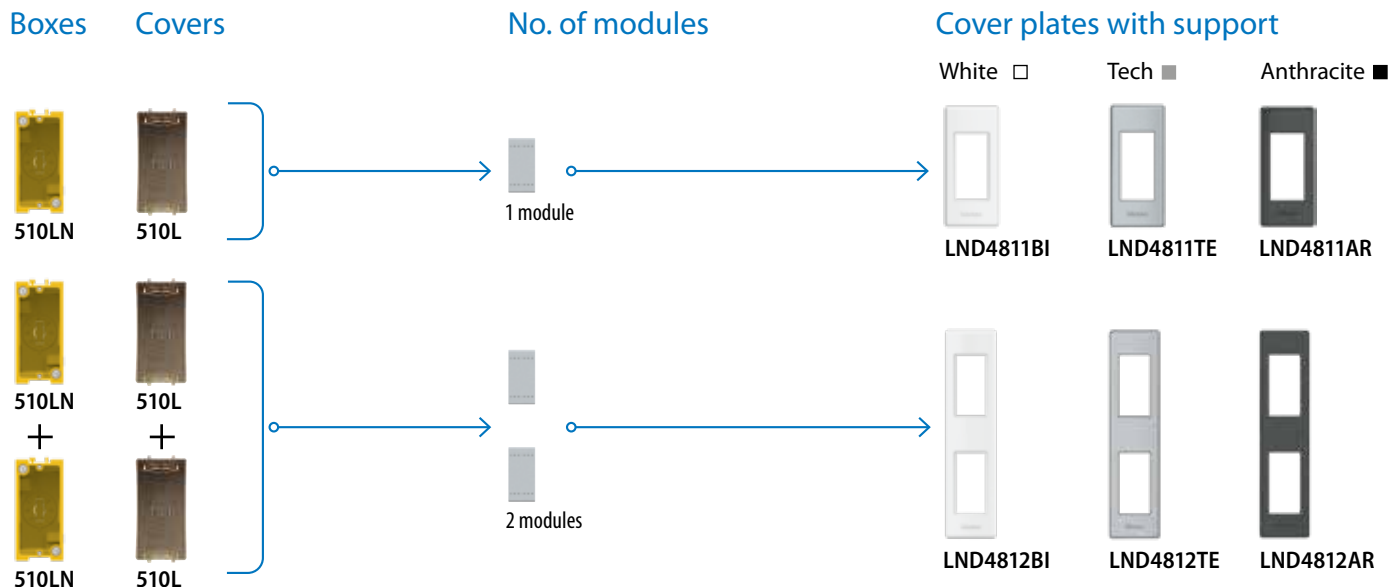 Boxes Covers No. of modules Cover plates with support
White Tech Anthracite
510LN 510L 1 module LND4811BI LND4811TE LND4811AR
510LN 510L
+ +
510LN 510L 2 modules LND4812BI LND4812TE LND4812AR